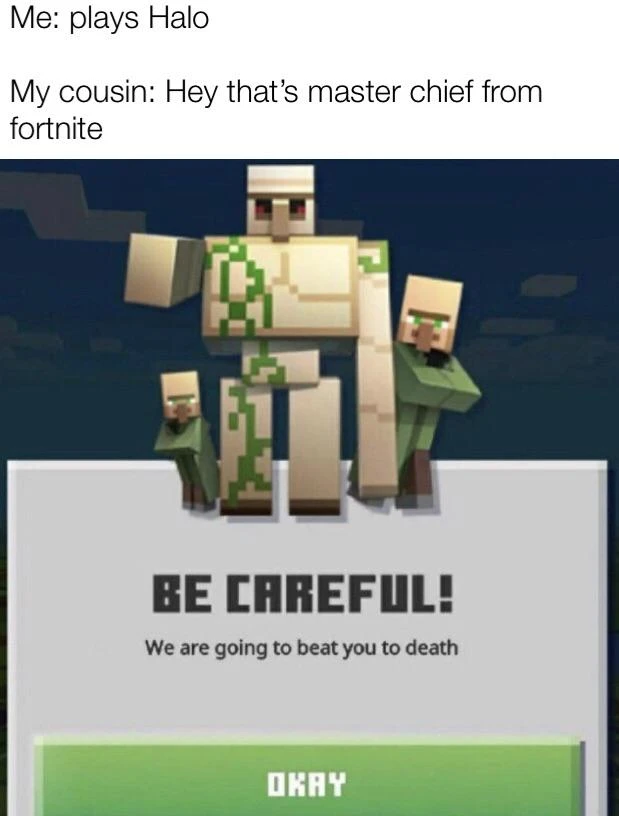 Me: plays Halo
My cousin: Hey that’s master chief from
fortnite
BE CAREFUL!
We are going to beat you to death
OKAY